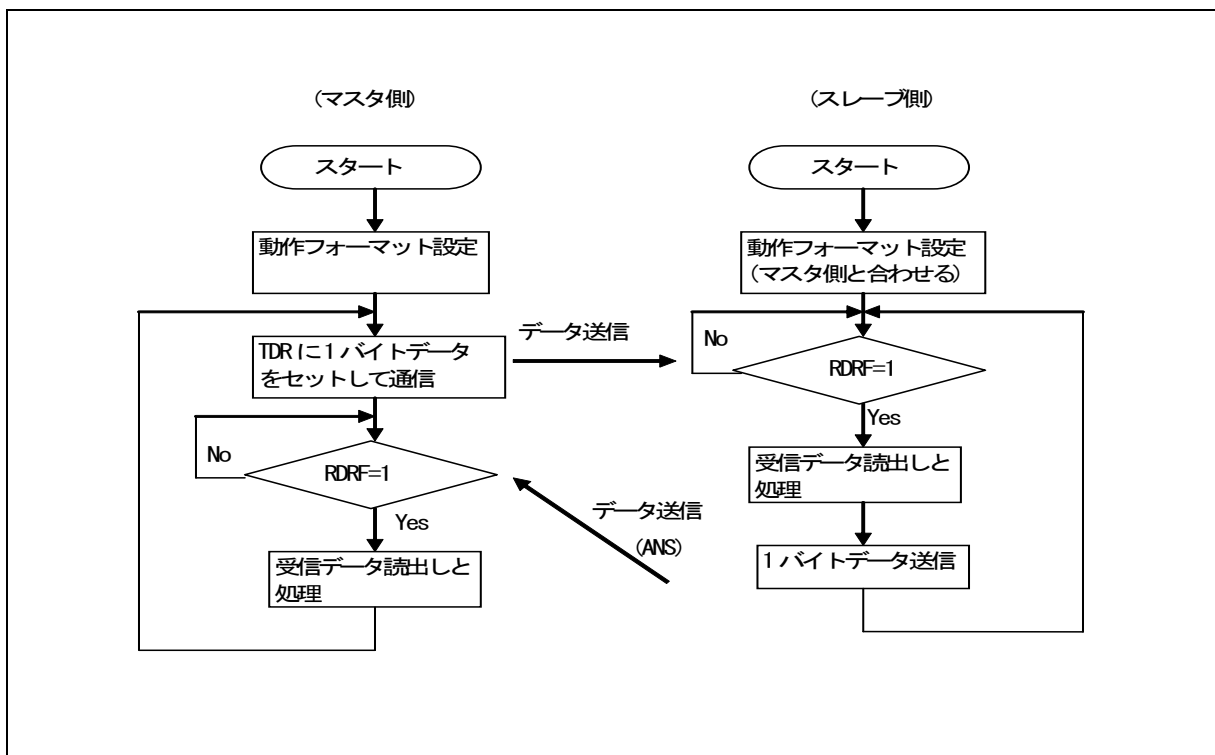 (マスタ側)
スタート
動作フォーマット設定
TDRに1バイトデータ
をセットして通信
No
RDRF=1
Yes
受信データ読出しと
処理
データ送信
データ送信
(ANS)
(スレーブ側)
スタート
動作フォーマット設定
(マスタ側と合わせる)
No
RDRF=1
Yes
受信データ読出しと
処理
1バイトデータ送信